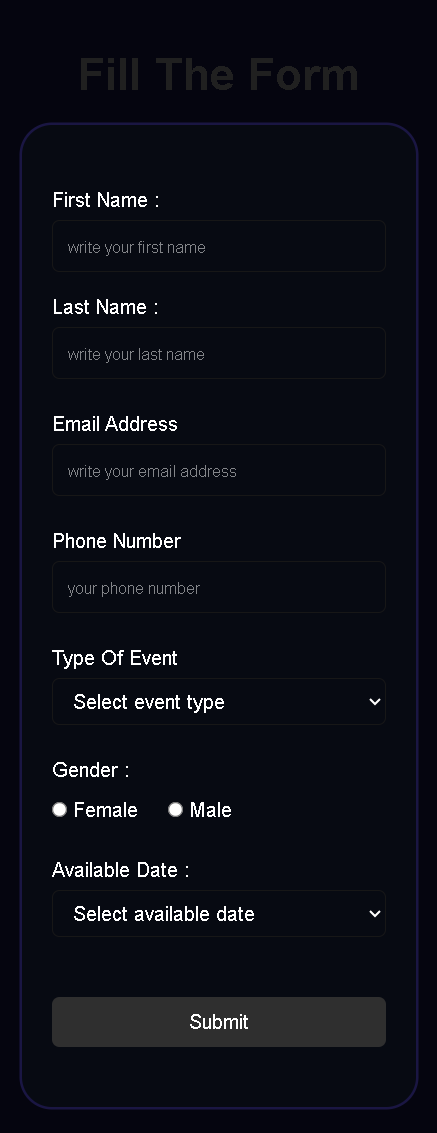 Fill The Form
First Name :
write your first name
Last Name :
write your last name
Email Address
write your email address
Phone Number
your phone number
Type Of Event
Select event type
Gender :
Female Male
Available Date :
Select available date
Submit